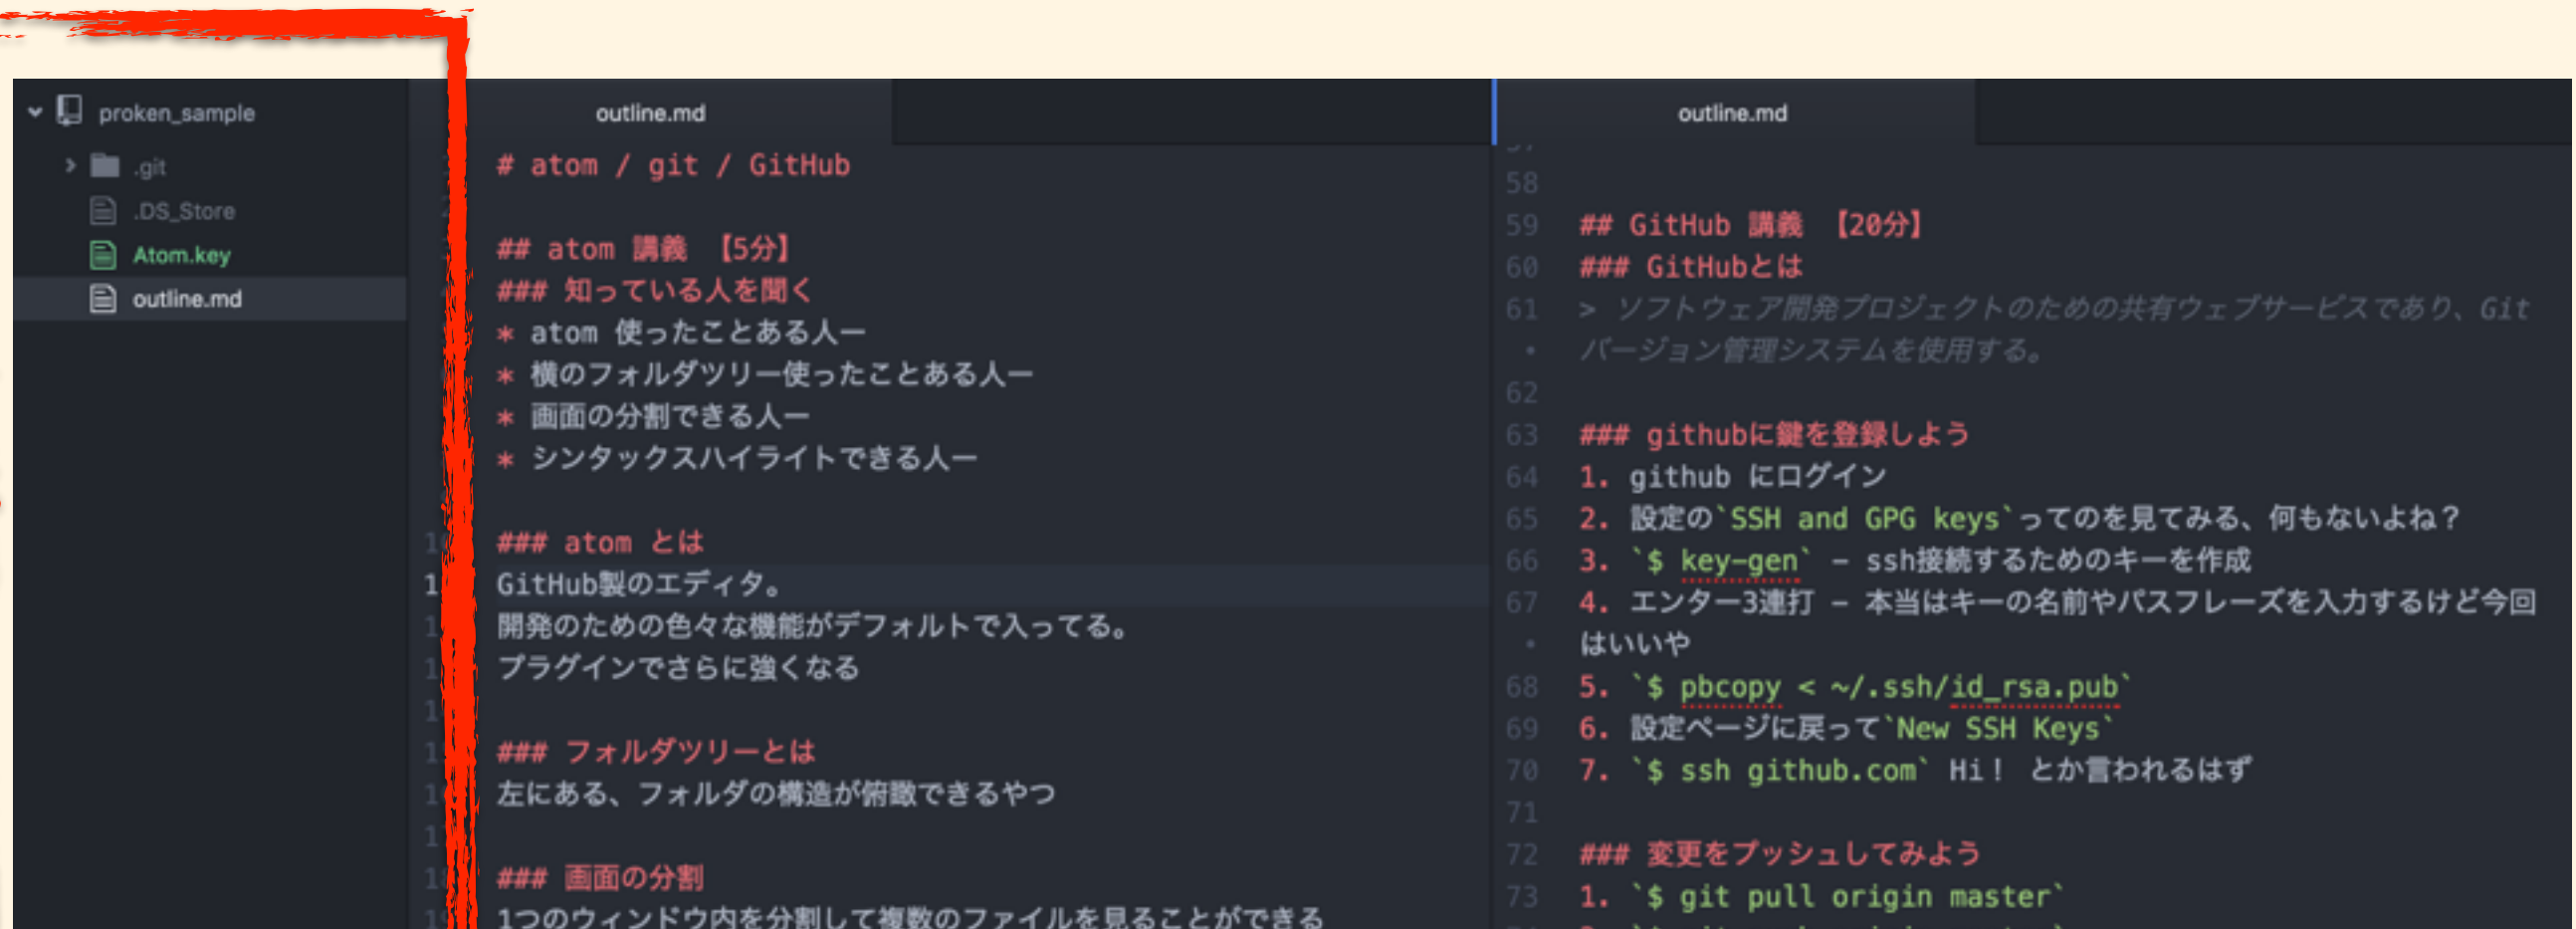 proken_sample
.git
.DS_Store
Atom.key
outline.md
outline.md
# atom / git / GitHub
## atom 講義 【5分】
### 知っている人を聞く
* atom 使ったことある人ー
* 横のフォルダツリー使ったことある人ー
* 画面の分割できる人ー
* シンタックスハイライトできる人ー
### atom とは
GitHub製のエディタ。
開発のための色々な機能がデフォルトで入ってる。
プラグインでさらに強くなる
### フォルダツリーとは
左にある、フォルダの構造が俯瞰できるやつ
### 画面の分割
1つのウィンドウ内を分割して複数のファイルを見ることができる
outline.md
58
59 ## GitHub 講義 【20分】
60 ### GitHubとは
61 > ソフトウェア開発プロジェクトのための共有ウェブサービスであり、Git
• バージョン管理システムを使用する。
62
63 ### githubに鍵を登録しよう
64 1. github にログイン
65 2. 設定の`SSH and GPG keys`ってのを見てみる、何もないよね？
66 3. `$ key-gen` - ssh接続するためのキーを作成
67 4. エンター3連打 - 本当はキーの名前やパスフレーズを入力するけど今回
• はいいや
68 5. `$ pbcopy < ~/.ssh/id_rsa.pub`
69 6. 設定ページに戻って`New SSH Keys`
70 7. `$ ssh github.com` Hi！ とか言われるはず
71
72 ### 変更をプッシュしてみよう
73 1. `$ git pull origin master`